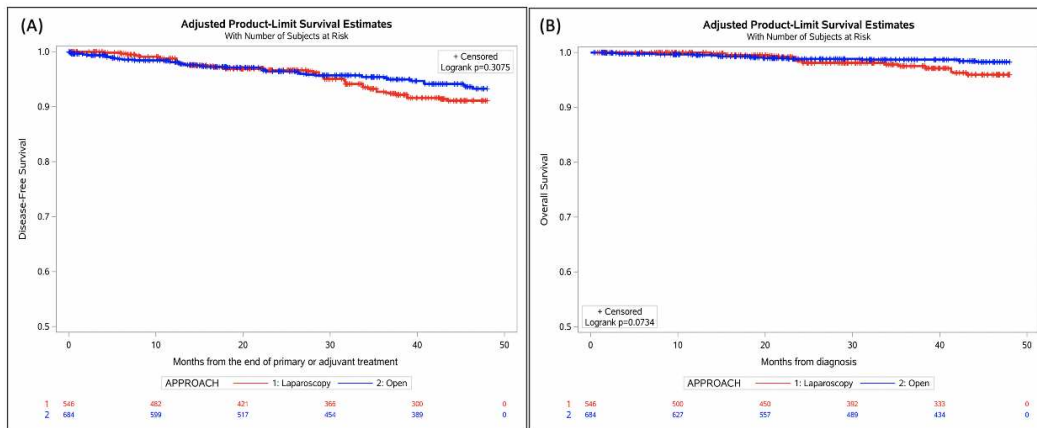 (A)
Adjusted Product-Limit Survival Estimates
With Number of Subjects at Risk
+ Censored
Logrank p=0.3075
1.0
0.9
0.8
0.7
0.6
0.5
Disease-Free Survival
0 10 20 30 40 50
Months from the end of primary or adjuvant treatment
APPROACH 1: Laparoscopy 2: Open
1 546 482 421 366 300 0
2 684 599 517 454 389 0
(B)
Adjusted Product-Limit Survival Estimates
With Number of Subjects at Risk
1.0
0.9
0.8
0.7
0.6
0.5
Overall Survival
+ Censored
Logrank p=0.0734
0 10 20 30 40 50
Months from diagnosis
APPROACH 1: Laparoscopy 2: Open
1 546 500 450 392 333 0
2 684 627 557 489 434 0